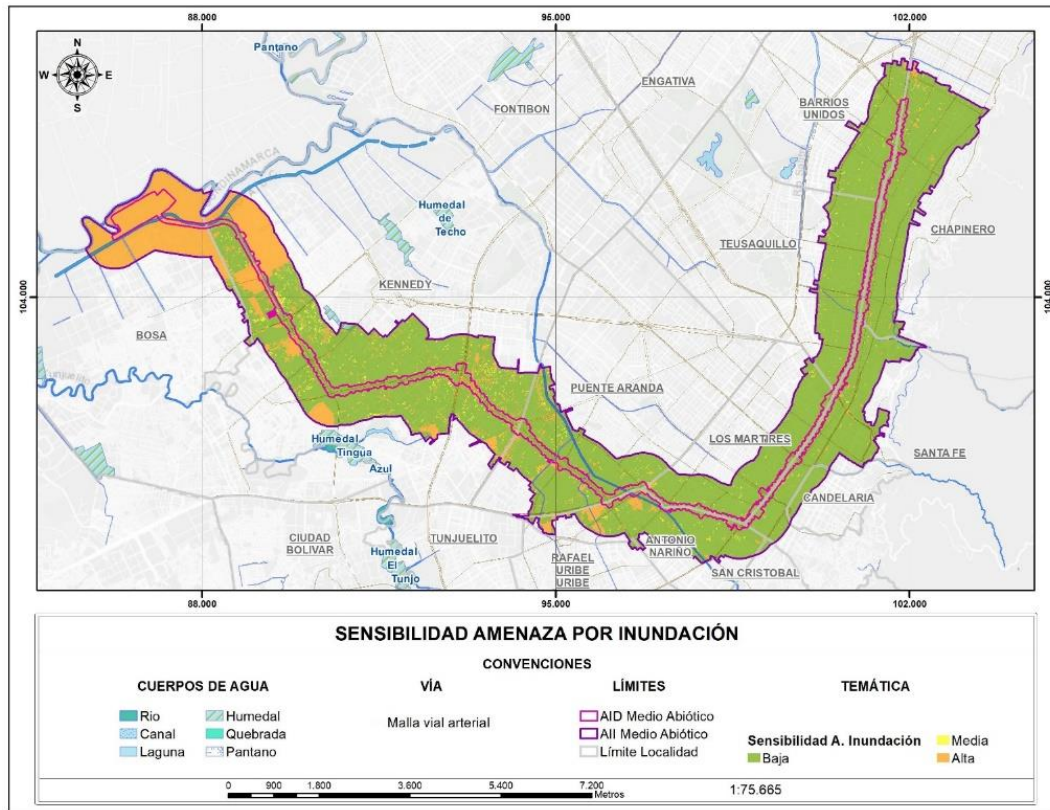 88.000 95.000 102.000
N
W E
S
Pantano
ENGATIVA
FONTIBON
BARRIOS
UNIDOS
Humedal
de
Techo
CHAPINERO
TEUSAQUILLO
KENNEDY
104.000 104.000
BOSA
PUENTE ARANDA
LOS MARTIRES
Humedal
Tingua
Azul
SANTA FE
CANDELARIA
CIUDAD
BOLIVAR
TUNJUELITO
ANTONIO
NARIÑO
Humedal
El
Tunjo
RAFAEL
URIBE
URIBE
SAN CRISTOBAL
88.000 95.000 102.000
SENSIBILIDAD AMENAZA POR INUNDACIÓN
CONVENCIONES
CUERPOS DE AGUA VÍA LÍMITES TEMÁTICA
Rio Humedal Malla vial arterial AID Medio Abiótico
Canal Quebrada AII Medio Abiótico Sensibilidad A. Inundación Media
Laguna Pantano Límite Localidad Baja Alta
0 900 1.800 3.600 5.400 7.200
Metros
1:75.665